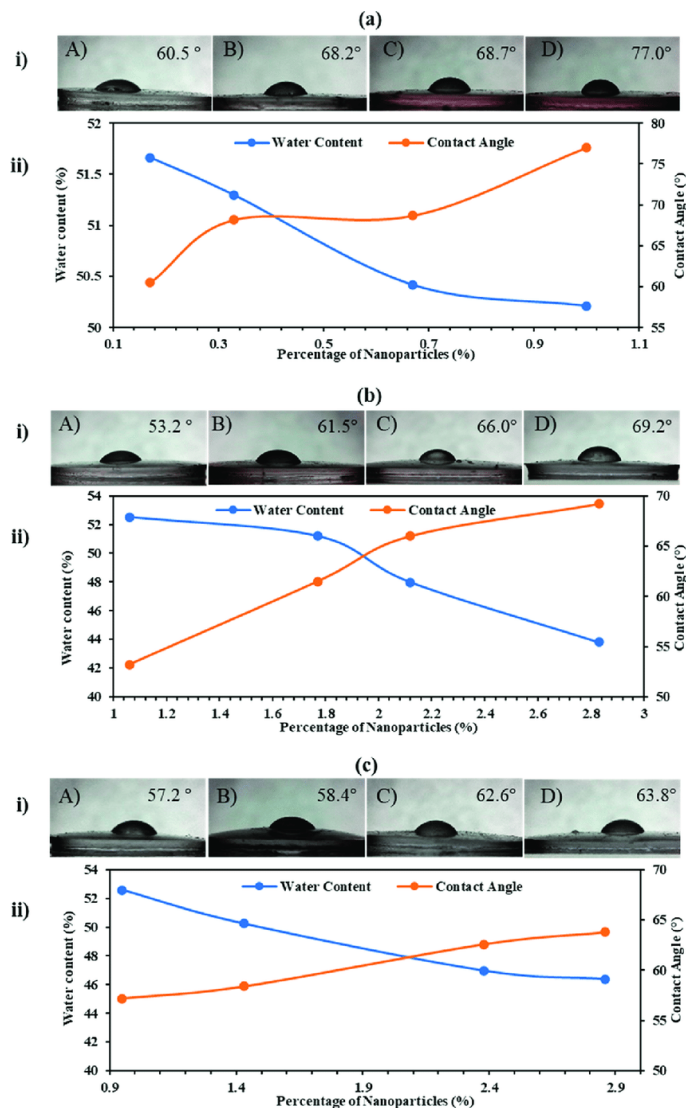 (a)
i)
A) 60.5 ° B) 68.2° C) 68.7° D) 77.0°
ii)
Water Content Contact Angle
Water content (%)
52
51.5
51
50.5
50
Contact Angle (°)
80
75
70
65
60
55
0.1 0.3 0.5 0.7 0.9 1.1
Percentage of Nanoparticles (%)
(b)
i)
A) 53.2 ° B) 61.5° C) 66.0° D) 69.2°
ii)
Water Content Contact Angle
Water content (%)
54
52
50
48
46
44
42
40
Contact Angle (°)
70
65
60
55
50
1 1.2 1.4 1.6 1.8 2 2.2 2.4 2.6 2.8 3
Percentage of Nanoparticles (%)
(c)
i)
A) 57.2 ° B) 58.4° C) 62.6° D) 63.8°
ii)
Water Content Contact Angle
Water content (%)
54
52
50
48
46
44
42
40
Contact Angle (°)
70
65
60
55
50
0.9 1.4 1.9 2.4 2.9
Percentage of Nanoparticles (%)